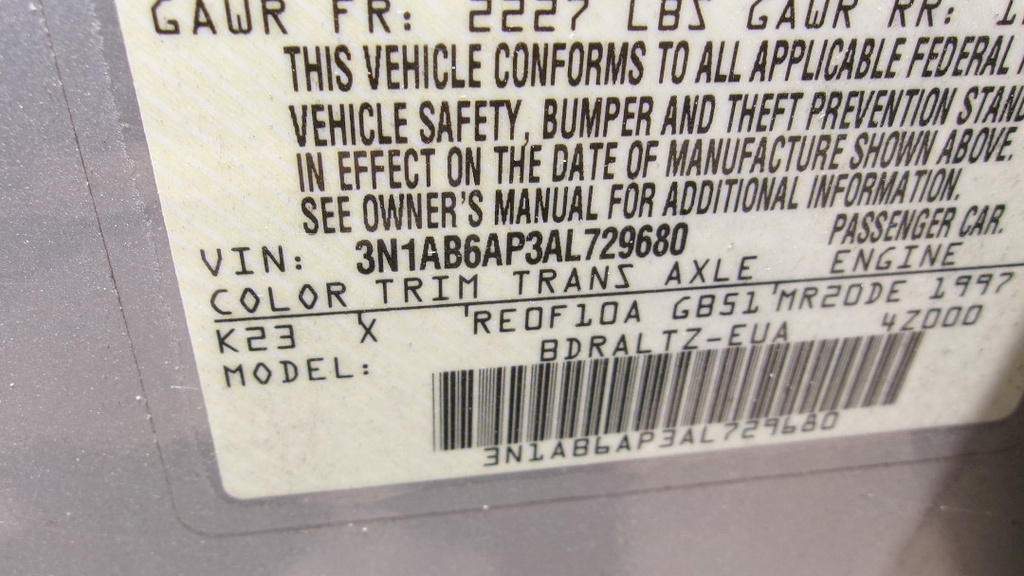 GAWR FR: 2227 LBS GAWR RR:
THIS VEHICLE CONFORMS TO ALL APPLICABLE FEDERAL
VEHICLE SAFETY, BUMPER AND THEFT PREVENTION
IN EFFECT ON THE DATE OF MANUFACTURE SHOWN ABOVE.
SEE OWNER'S MANUAL FOR ADDITIONAL INFORMATION.
VIN: 3N1AB6AP3AL729680 PASSENGER CAR.
COLOR TRIM TRANS AXLE ENGINE
K23 X RE0F10A GB51 MR20DE 1997
MODEL: BDRALTZ-EUA 4Z000
3N1AB6AP3AL729680